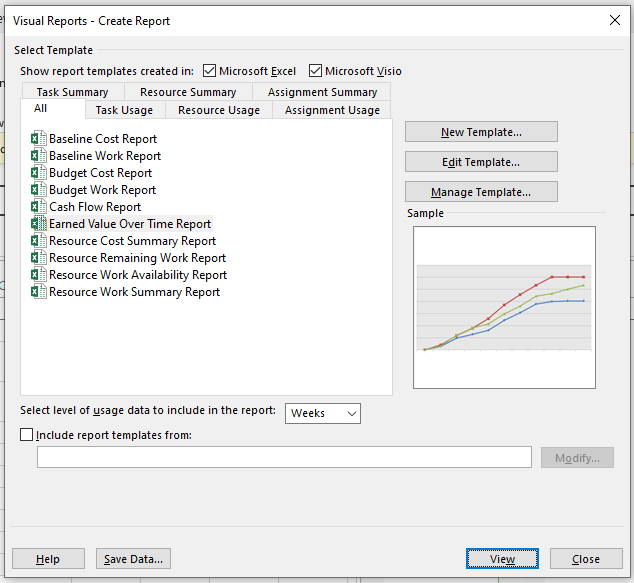 Visual Reports - Create Report
Select Template
Show report templates created in: Microsoft Excel Microsoft Visio
Task Summary Resource Summary Assignment Summary
All Task Usage Resource Usage Assignment Usage
Baseline Cost Report
Baseline Work Report
Budget Cost Report
Budget Work Report
Cash Flow Report
Earned Value Over Time Report
Resource Cost Summary Report
Resource Remaining Work Report
Resource Work Availability Report
Resource Work Summary Report
New Template...
Edit Template...
Manage Template...
Sample
Select level of usage data to include in the report: Weeks
Include report templates from:
Modify...
Help Save Data... View Close